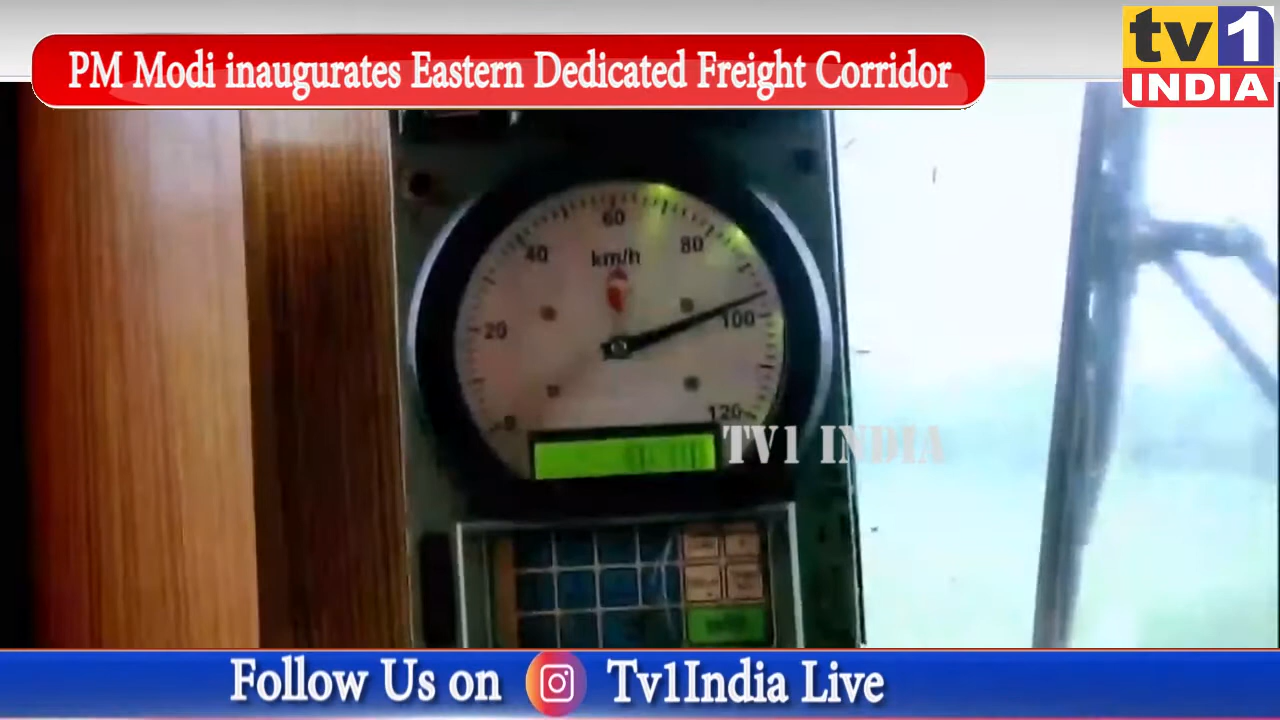 PM Modi inaugurates Eastern Dedicated Freight Corridor
tv1
INDIA
60
40
80
km/h
20
100
0
120
TV1 INDIA
Follow Us on
Tv1India Live